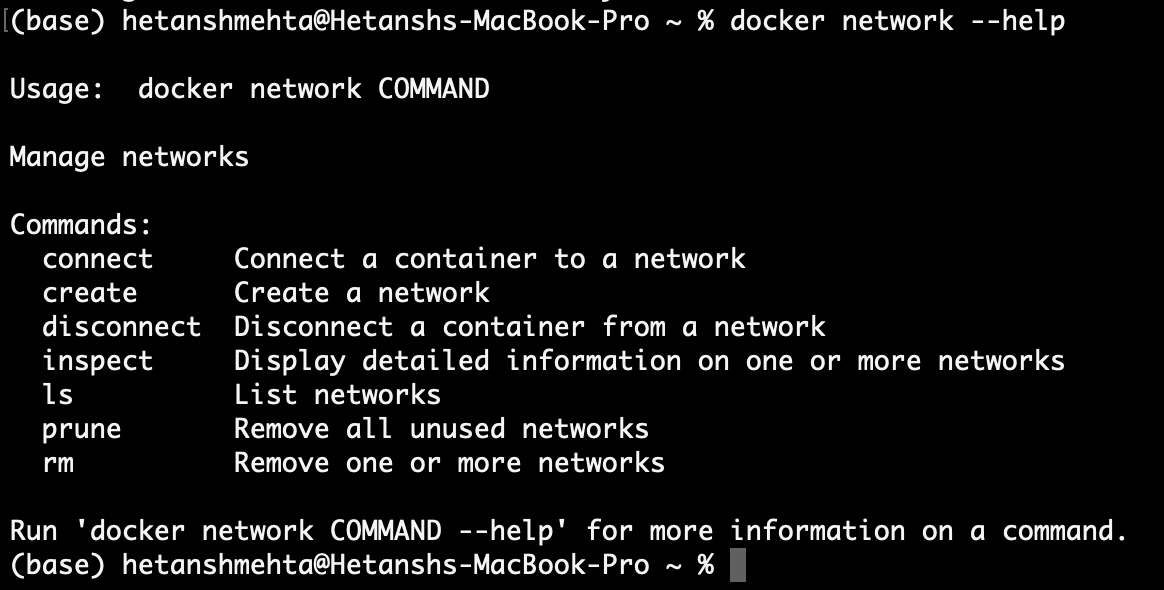 (base) hetanshmehta@Hetanshs-MacBook-Pro ~ % docker network --help
Usage:  docker network COMMAND
Manage networks
Commands:
  connect     Connect a container to a network
  create      Create a network
  disconnect  Disconnect a container from a network
  inspect     Display detailed information on one or more networks
  ls          List networks
  prune       Remove all unused networks
  rm          Remove one or more networks
Run 'docker network COMMAND --help' for more information on a command.
(base) hetanshmehta@Hetanshs-MacBook-Pro ~ %